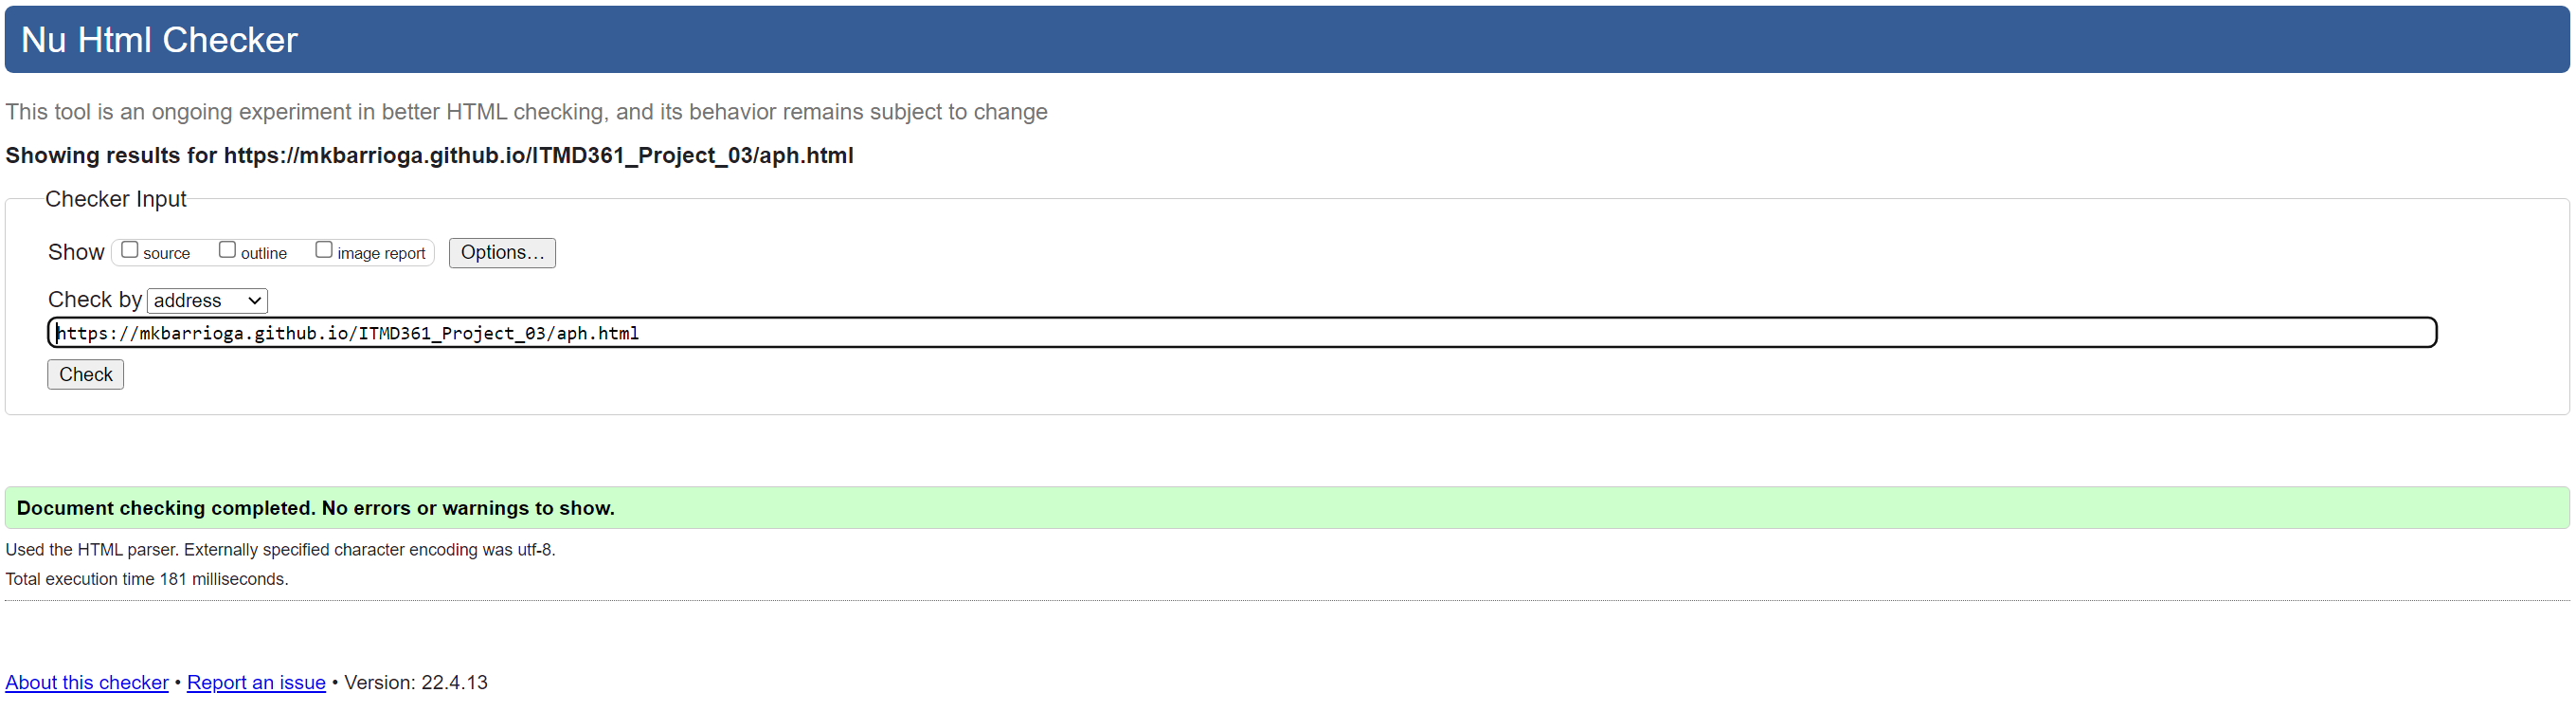 Nu Html Checker
This tool is an ongoing experiment in better HTML checking, and its behavior remains subject to change
Showing results for https://mkbarrioga.github.io/ITMD361_Project_03/aph.html
Checker Input
Show source outline image report Options…
Check by address
https://mkbarrioga.github.io/ITMD361_Project_03/aph.html
Check
Document checking completed. No errors or warnings to show.
Used the HTML parser. Externally specified character encoding was utf-8.
Total execution time 181 milliseconds.
About this checker • Report an issue • Version: 22.4.13